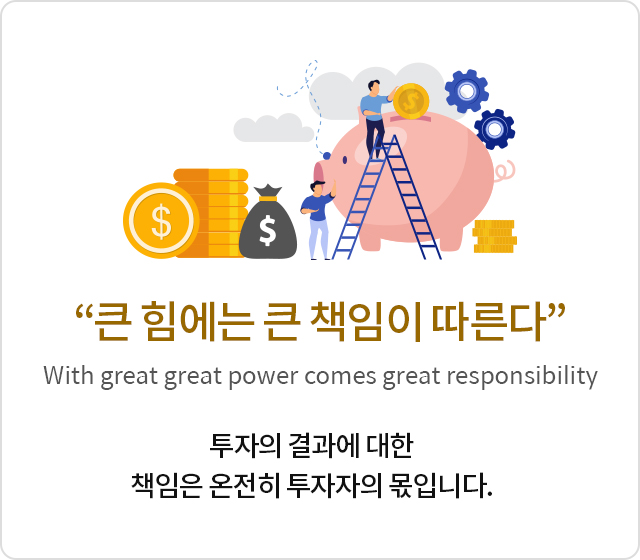 $
$
“큰 힘에는 큰 책임이 따른다”
With great great power comes great responsibility
투자의 결과에 대한
책임은 온전히 투자자의 몫입니다.